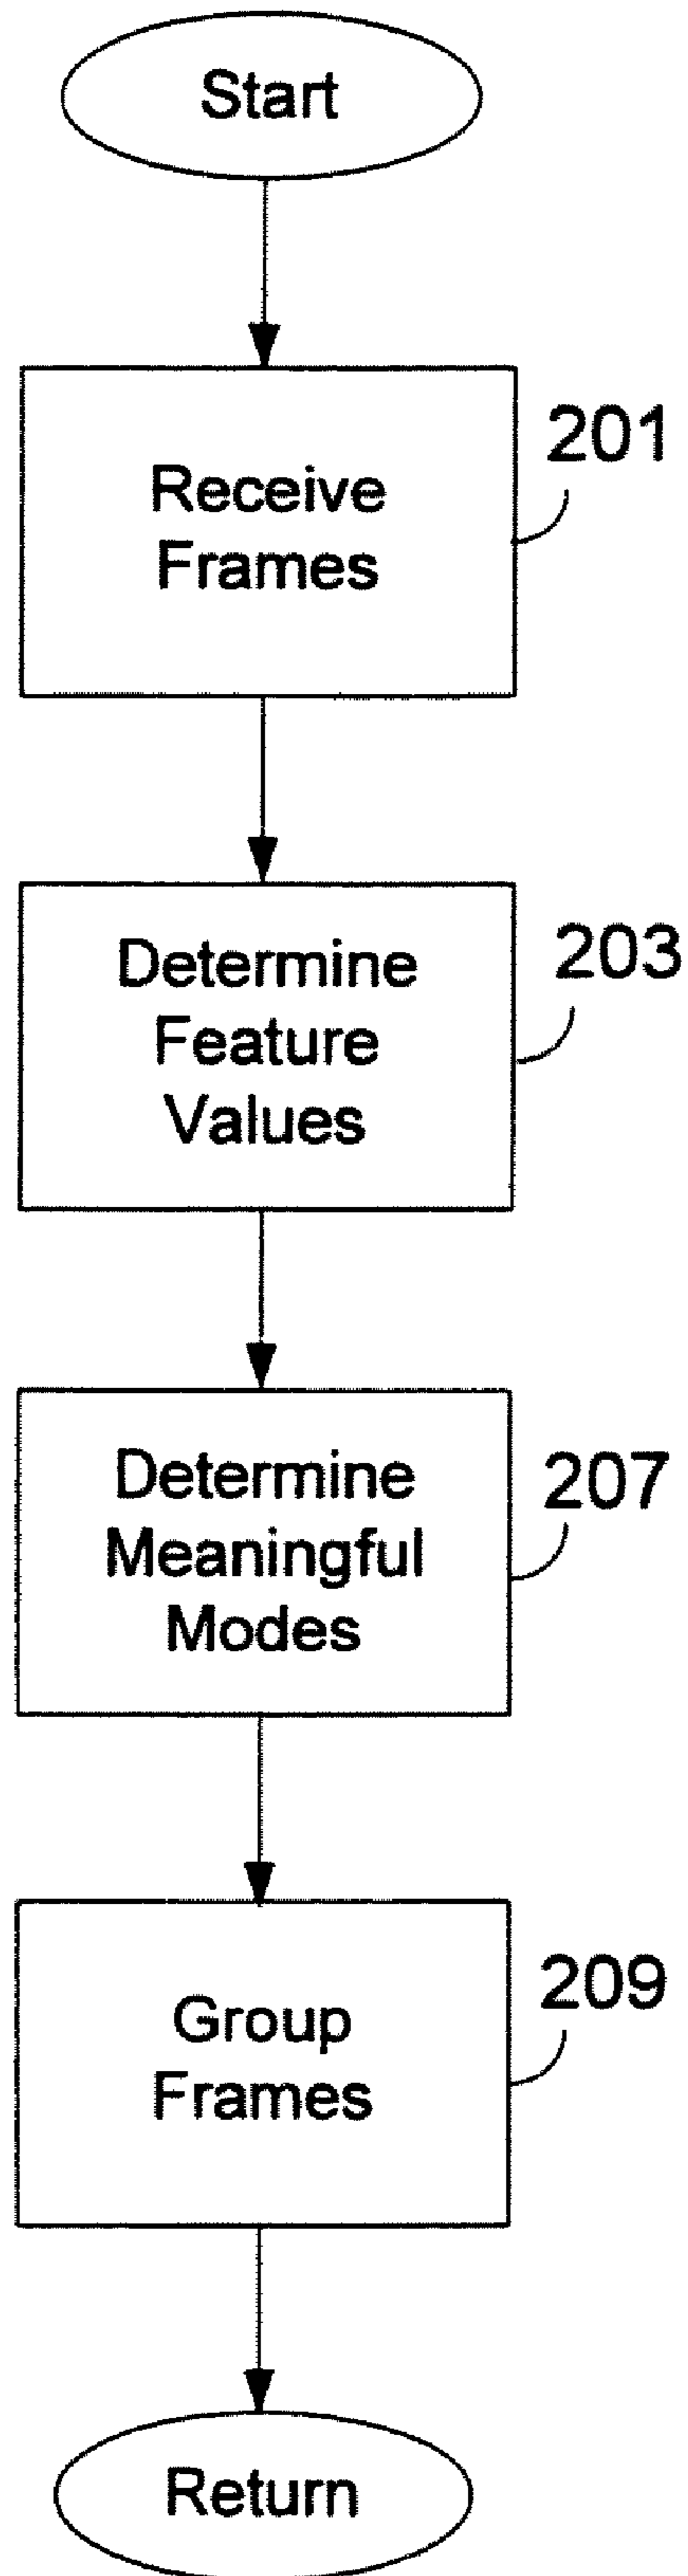 Start
201
Receive
Frames
203
Determine
Feature
Values
207
Determine
Meaningful
Modes
209
Group
Frames
Return